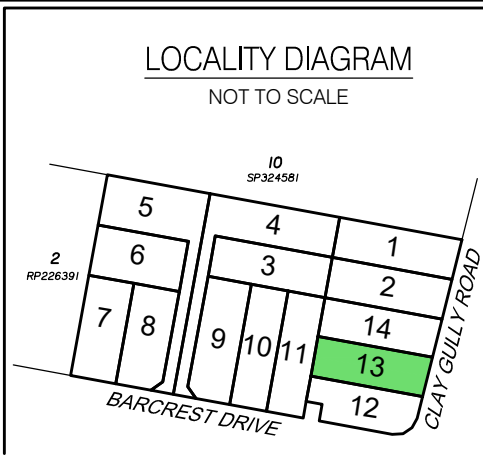 LOCALITY DIAGRAM
NOT TO SCALE
10
SP324581
5
4
1
2
RP226391
6
3
2
7
8
9
10
11
14
13
12
BARCREST DRIVE
CLAY GULLY ROAD